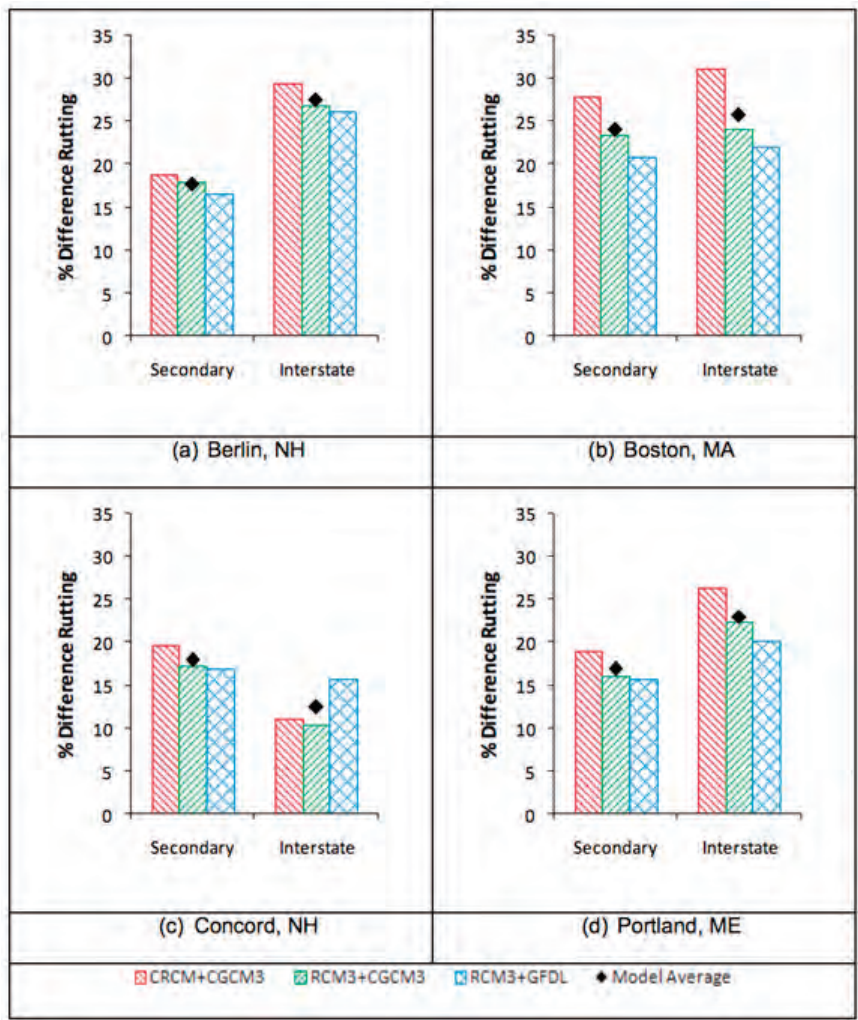 35
30
25
20
15
10
5
0
% Difference Rutting
Secondary Interstate
(a) Berlin, NH
35
30
25
20
15
10
5
0
% Difference Rutting
Secondary Interstate
(b) Boston, MA
35
30
25
20
15
10
5
0
% Difference Rutting
Secondary Interstate
(c) Concord, NH
35
30
25
20
15
10
5
0
% Difference Rutting
Secondary Interstate
(d) Portland, ME
CRCM+CGCM3 RCM3+CGCM3 RCM3+GFDL Model Average